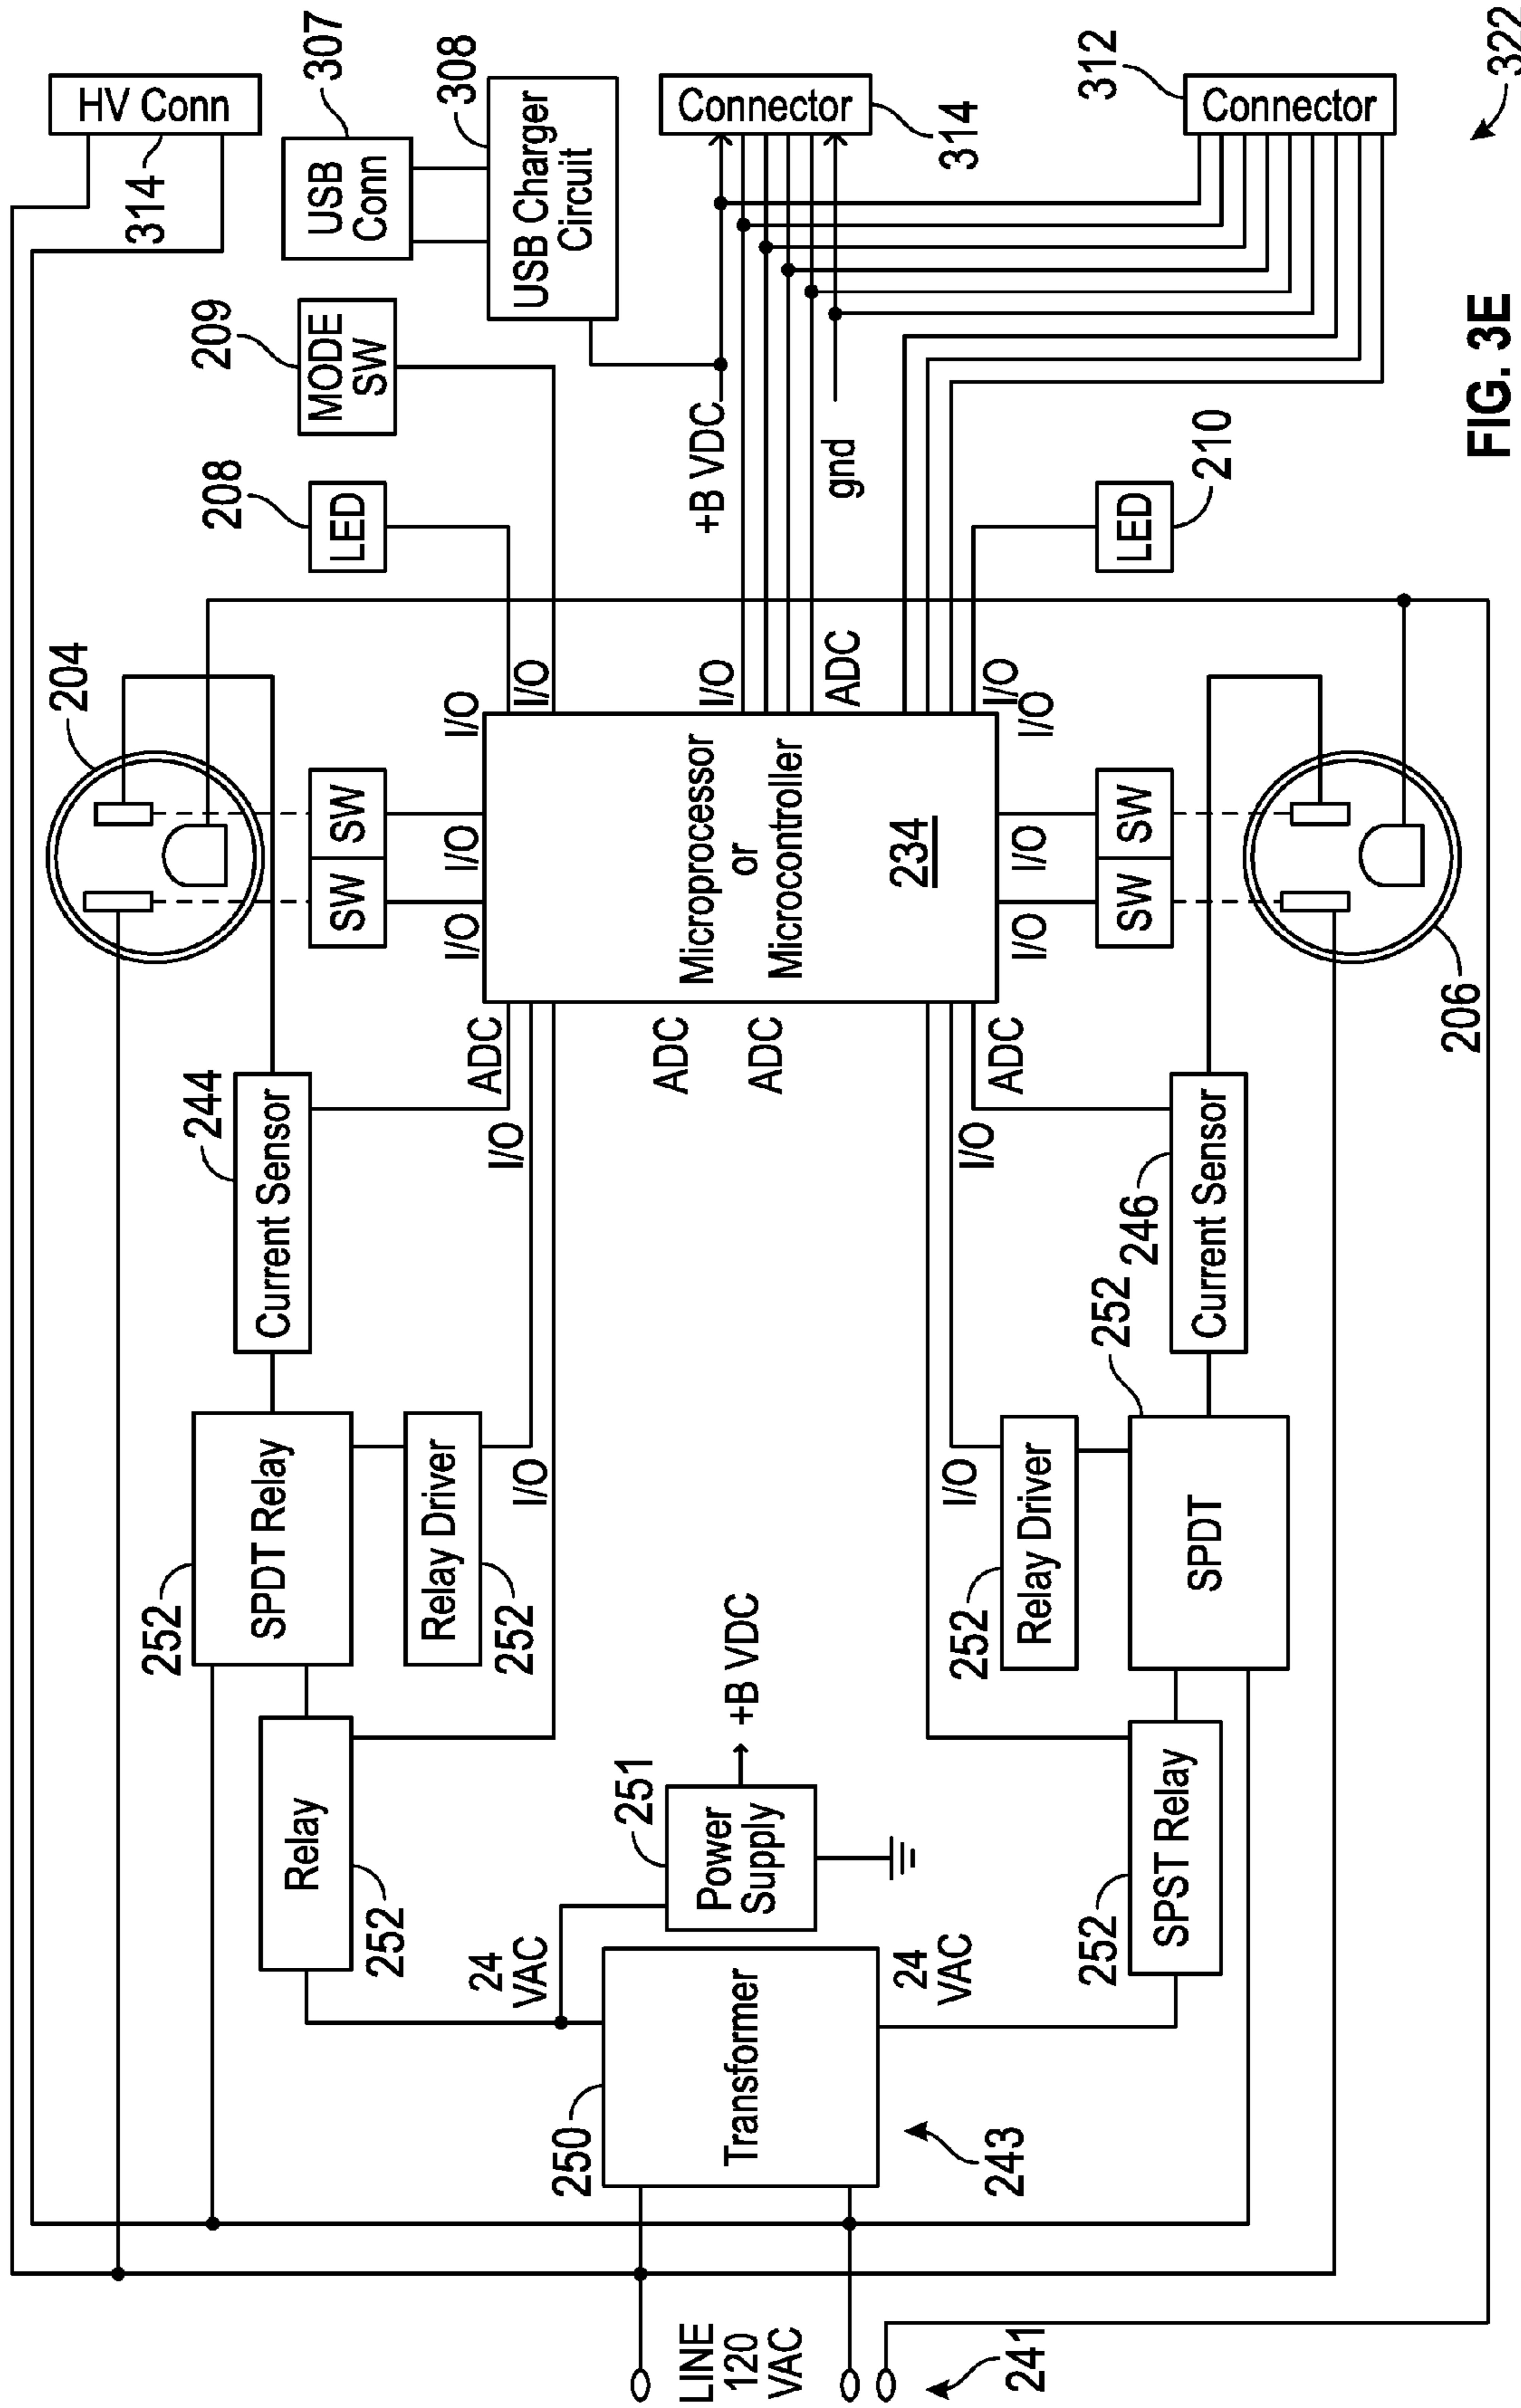 HV Conn
314
USB
Conn
307
USB Charger
Circuit
308
MODE
SW
209
LED
208
Connector
314
Connector
312
+B VDC
gnd
LED
210
204
SW
SW
I/O
I/O
I/O
I/O
I/O
ADC
I/O
I/O
Microprocessor
or
Microcontroller
234
I/O
I/O
SW
SW
206
ADC
ADC
ADC
ADC
I/O
I/O
I/O
I/O
Current Sensor
244
Current Sensor
246
SPDT Relay
252
Relay Driver
252
Relay Driver
252
SPDT
252
Relay
252
Power
Supply
251
+B VDC
SPST Relay
252
24
VAC
24
VAC
Transformer
250
243
LINE
120
VAC
241
322
FIG. 3E